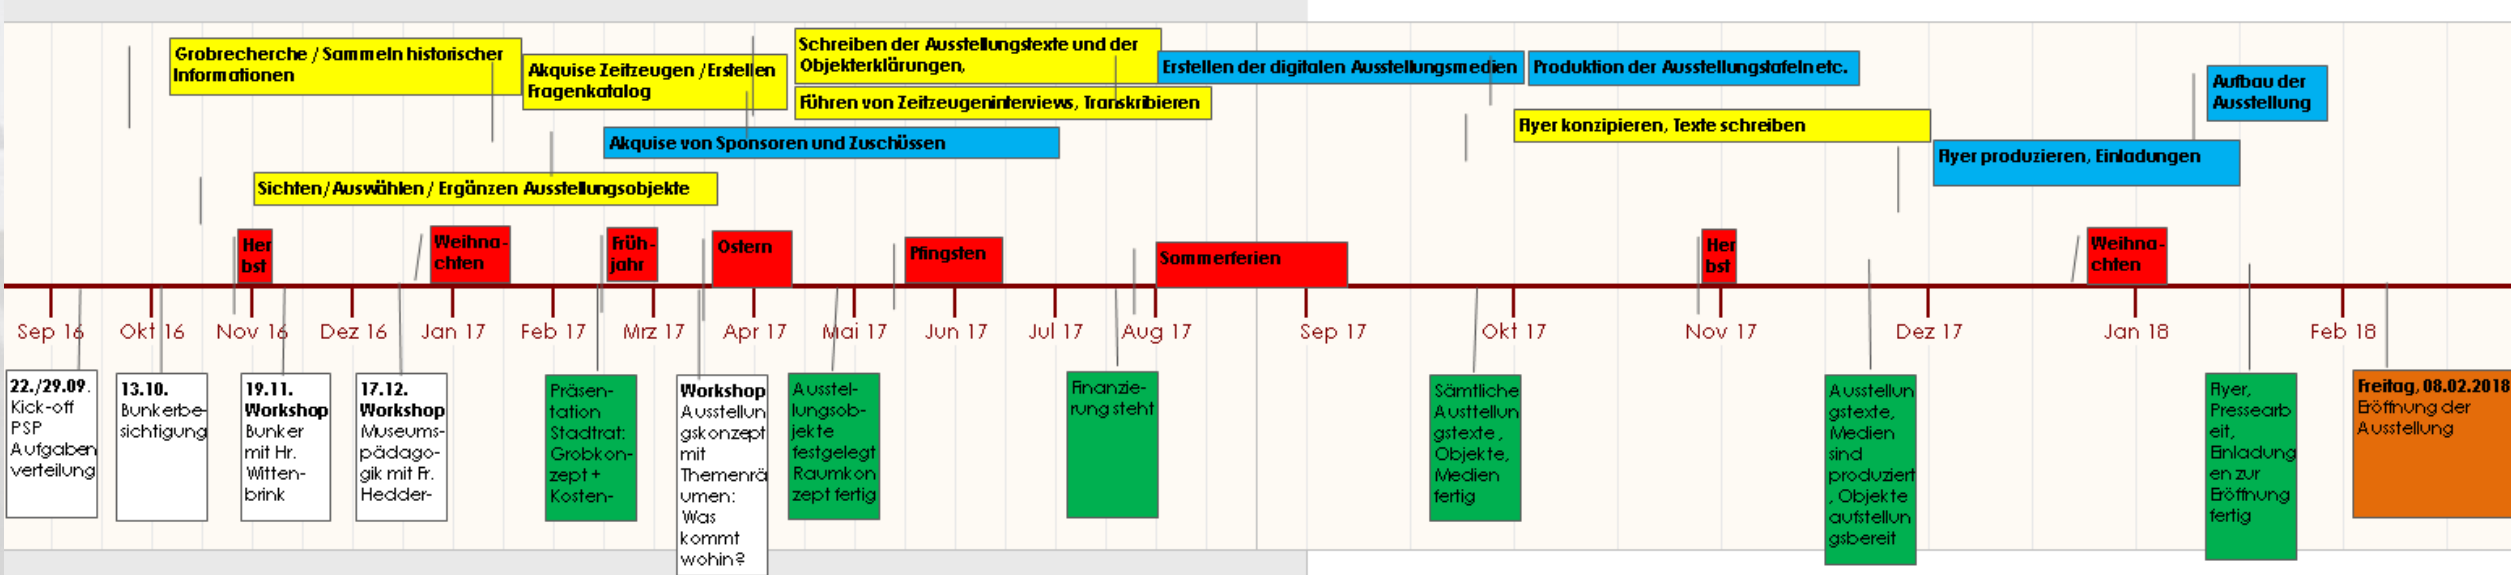 Grobrecherche / Sammeln historischer
Informationen
Akquise Zeitzeugen /Erstellen
Fragenkatalog
Schreiben der Ausstellungstexte und der
Objekterklärungen,
Führen von Zeitzeugeninterviews, Transkribieren
Erstellen der digitalen Ausstellungsmedien
Produktion der Ausstellungstafeln etc.
Aufbau der
Ausstellung
Flyer konzipieren, Texte schreiben
Akquise von Sponsoren und Zuschüssen
Flyer produzieren, Einladungen
Sichten/ Auswählen / Ergänzen Ausstellungsobjekte
Her
bst
Weihna-
chten
Früh-
jahr
Ostern
Pfingsten
Sommerferien
Her
bst
Weihna-
chten
Sep 16
Okt 16
Nov 16
Dez 16
Jan 17
Feb 17
Mrz 17
Apr 17
Mai 17
Jun 17
Jul 17
Aug 17
Sep 17
Okt 17
Nov 17
Dez 17
Jan 18
Feb 18
22./29.09.
Kick-off
PSP
Aufgaben
verteilung
13.10.
Bunkerbe-
sichtigung
19.11.
Workshop
Bunker
mit Hr.
Witten-
brink
17.12.
Workshop
Museums-
pädago-
gik mit Fr.
Hedder-
Präsen-
tation
Stadtrat:
Grobkon-
zept +
Kosten-
Workshop
Ausstellun
gskonzept
mit
Themenrä
umen:
Was
kommt
wohin?
Ausstel-
lungsob-
jekte
festgelegt
Raumkon
zept fertig
Finanzie-
rung steht
Sämtliche
Austtellun
gstexte,
Objekte,
Medien
fertig
Ausstellun
gstexte,
Medien
sind
produziert
, Objekte
aufstellun
gsbereit
Flyer,
Pressearb
eit,
Einladung
en zur
Eröffnung
fertig
Freitag, 08.02.2018
Eröffnung der
Ausstellung